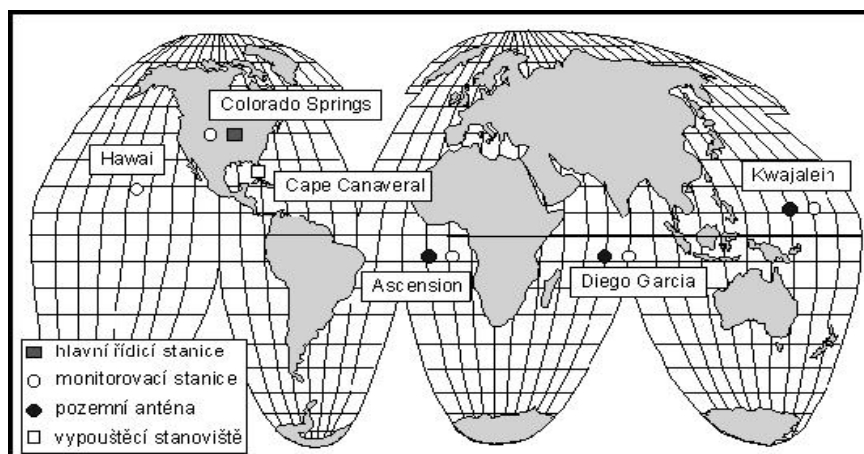 Colorado Springs
Hawai
Cape Canaveral
Kwajalein
Ascension
Diego Garcia
hlavní řídicí stanice
monitorovací stanice
pozemní anténa
vypouštěcí stanoviště